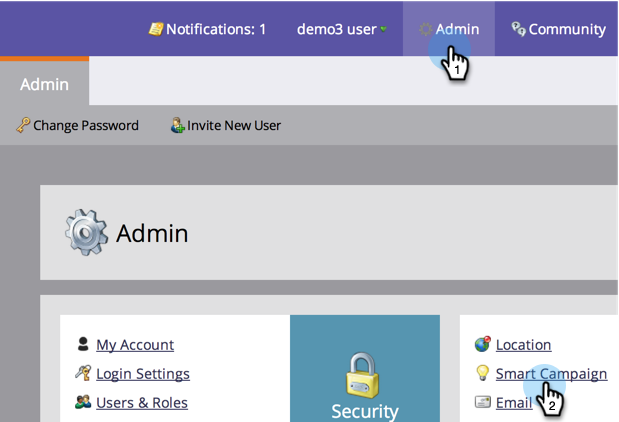 Notifications: 1 demo3 user Admin Community
1
Admin
Change Password Invite New User
Admin
My Account Location
Login Settings Smart Campaign
Users & Roles Security Email
2